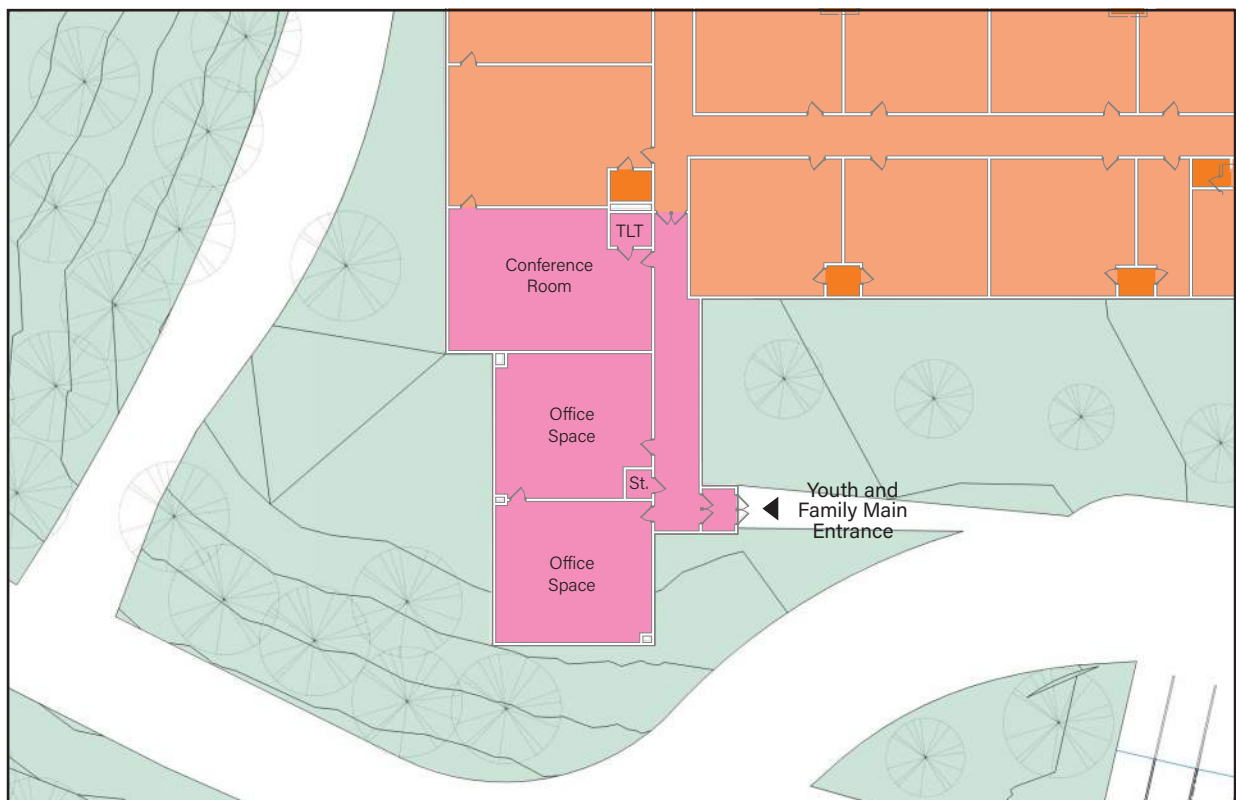 TLT
Conference
Room
Office
Space
St.
Youth and
Family Main
Entrance
Office
Space